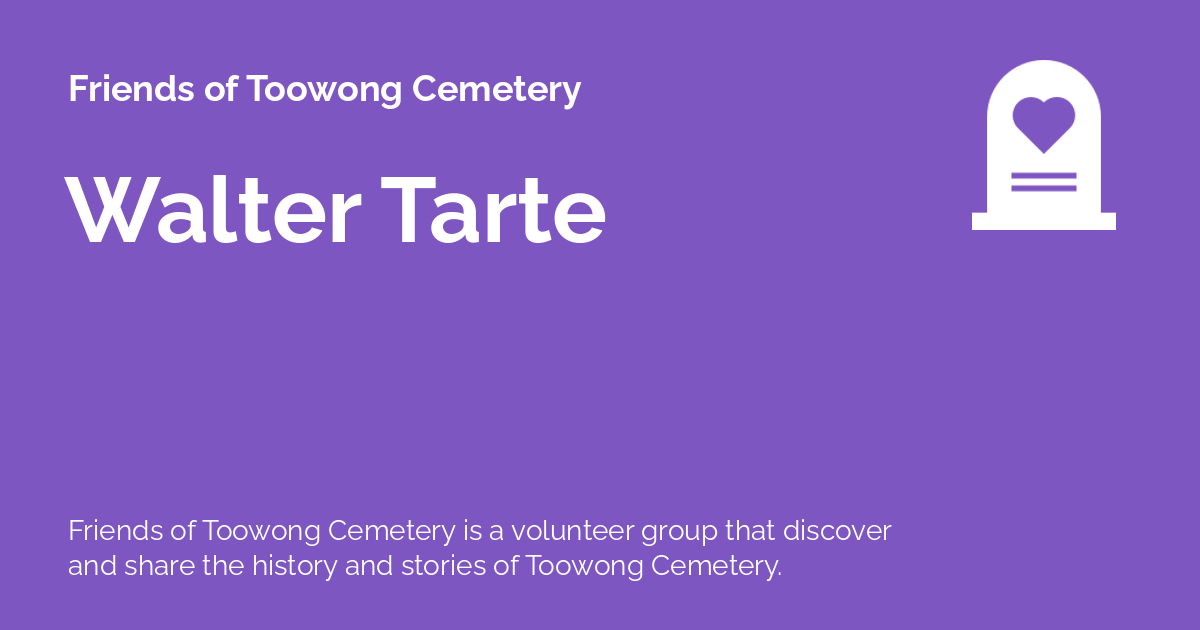 Friends of Toowong Cemetery
Walter Tarte
Friends of Toowong Cemetery is a volunteer group that discover
and share the history and stories of Toowong Cemetery.